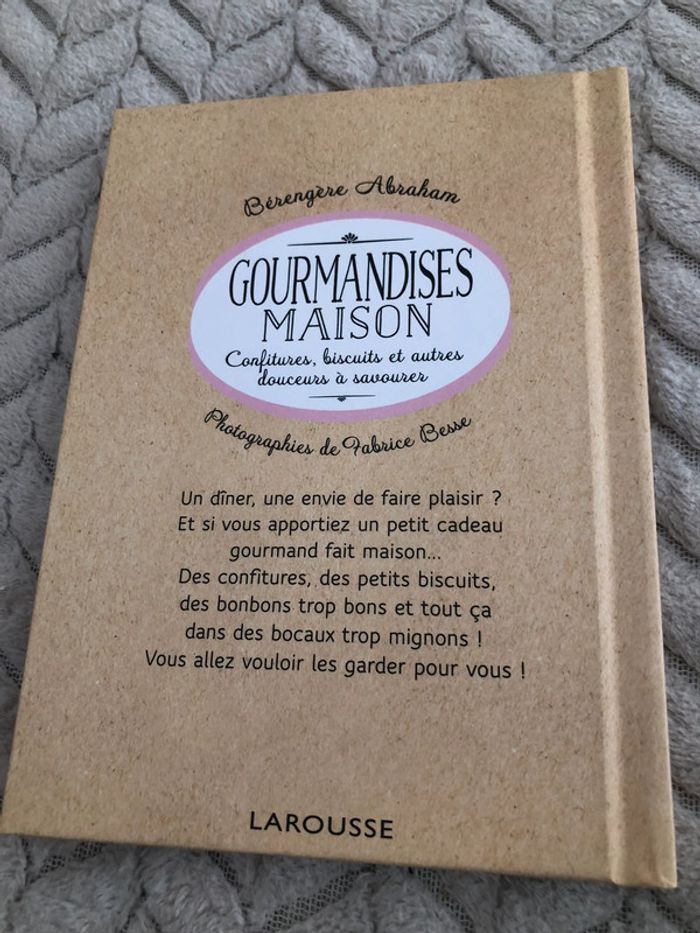 Bérengère Abraham
GOURMANDISES
MAISON
Confitures, biscuits et autres
douceurs à savourer
Photographies de Fabrice Besse
Un dîner, une envie de faire plaisir ?
Et si vous apportiez un petit cadeau
gourmand fait maison...
Des confitures, des petits biscuits,
des bonbons trop bons et tout ça
dans des bocaux trop mignons !
Vous allez vouloir les garder pour vous !
LAROUSSE